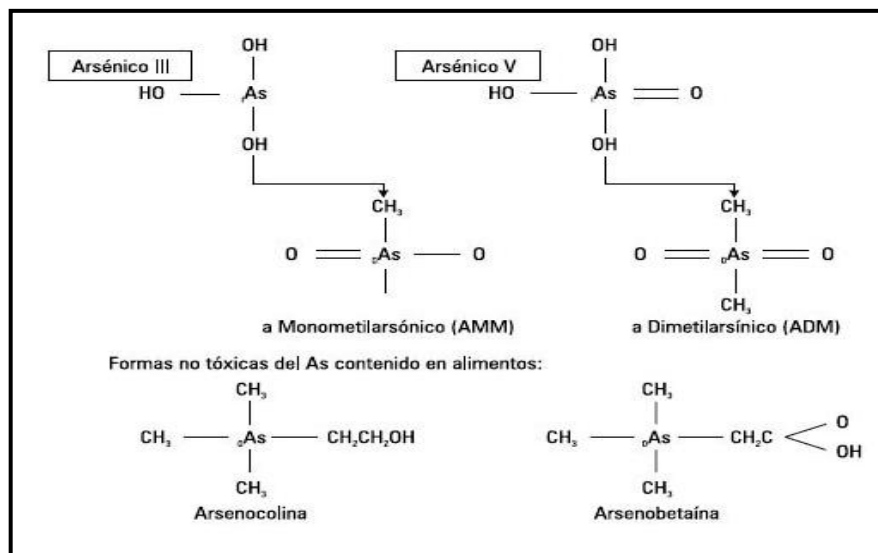 OH OH
Arsénico III Arsénico V
HO As HO As O
OH OH
CH₃ CH₃
O As O O As O
CH₃
a Monometilarsónico (AMM) a Dimetilarsínico (ADM)
Formas no tóxicas del As contenido en alimentos:
CH₃ CH₃
CH₃ As CH₂CH₂OH CH₃ As CH₂C O
OH
CH₃ CH₃
Arsenocolina Arsenobetaína